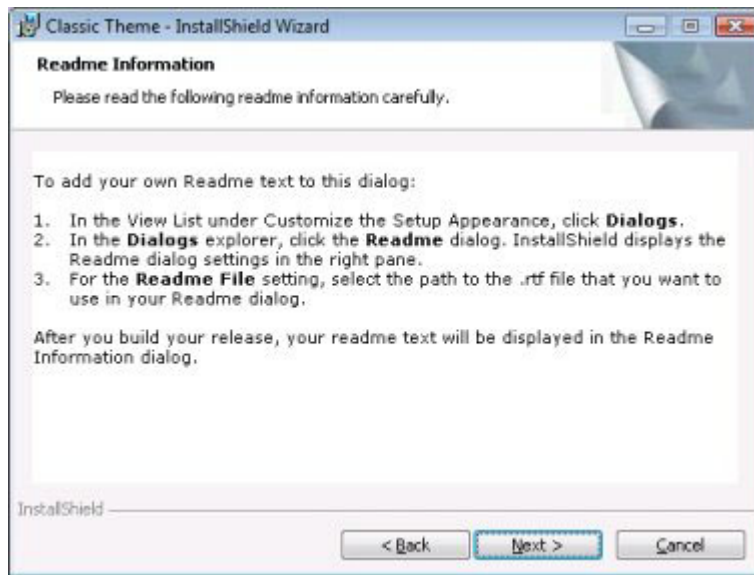 Classic Theme - InstallShield Wizard
Readme Information
Please read the following readme information carefully.
To add your own Readme text to this dialog:
1. In the View List under Customize the Setup Appearance, click Dialogs.
2. In the Dialogs explorer, click the Readme dialog. InstallShield displays the
Readme dialog settings in the right pane.
3. For the Readme File setting, select the path to the .rtf file that you want to
use in your Readme dialog.
After you build your release, your readme text will be displayed in the Readme
Information dialog.
InstallShield
< Back Next > Cancel